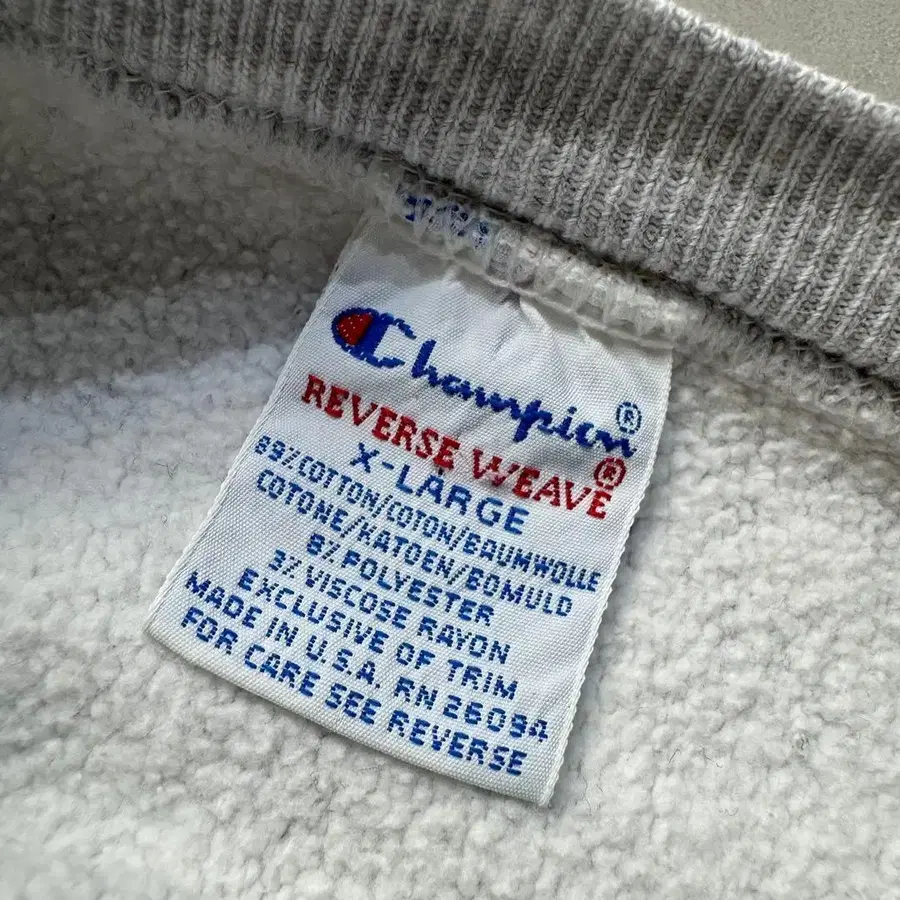 Champion®
REVERSE WEAVE®
X-LARGE
89%COTTON/COTON/BAUMWOLLE
COTONE/KATOEN/BOMULD
8%POLYESTER
3%VISCOSE RAYON
EXCLUSIVE OF TRIM
MADE IN U.S.A. RN 26094
FOR CARE SEE REVERSE